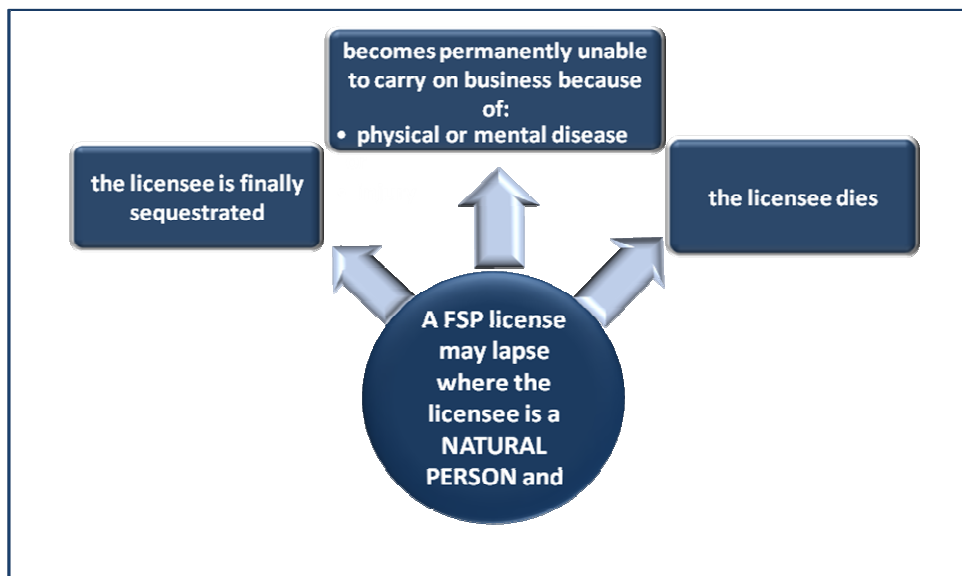 becomes permanently unable
to carry on business because
of:
• physical or mental disease
the licensee is finally
sequestrated
the licensee dies
A FSP license
may lapse
where the
licensee is a
NATURAL
PERSON and